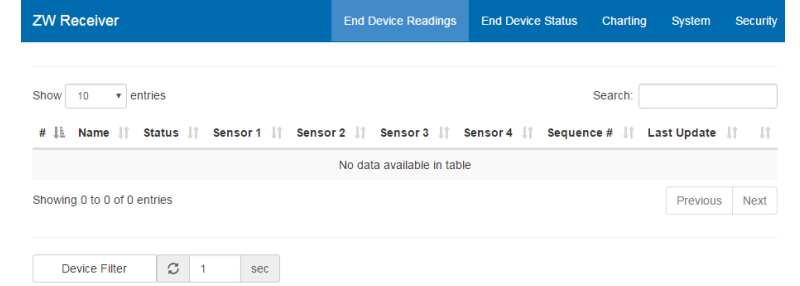 ZW Receiver End Device Readings End Device Status Charting System Security
Show 10 entries Search:
# Name Status Sensor 1 Sensor 2 Sensor 3 Sensor 4 Sequence # Last Update
No data available in table
Showing 0 to 0 of 0 entries Previous Next
Device Filter 1 sec